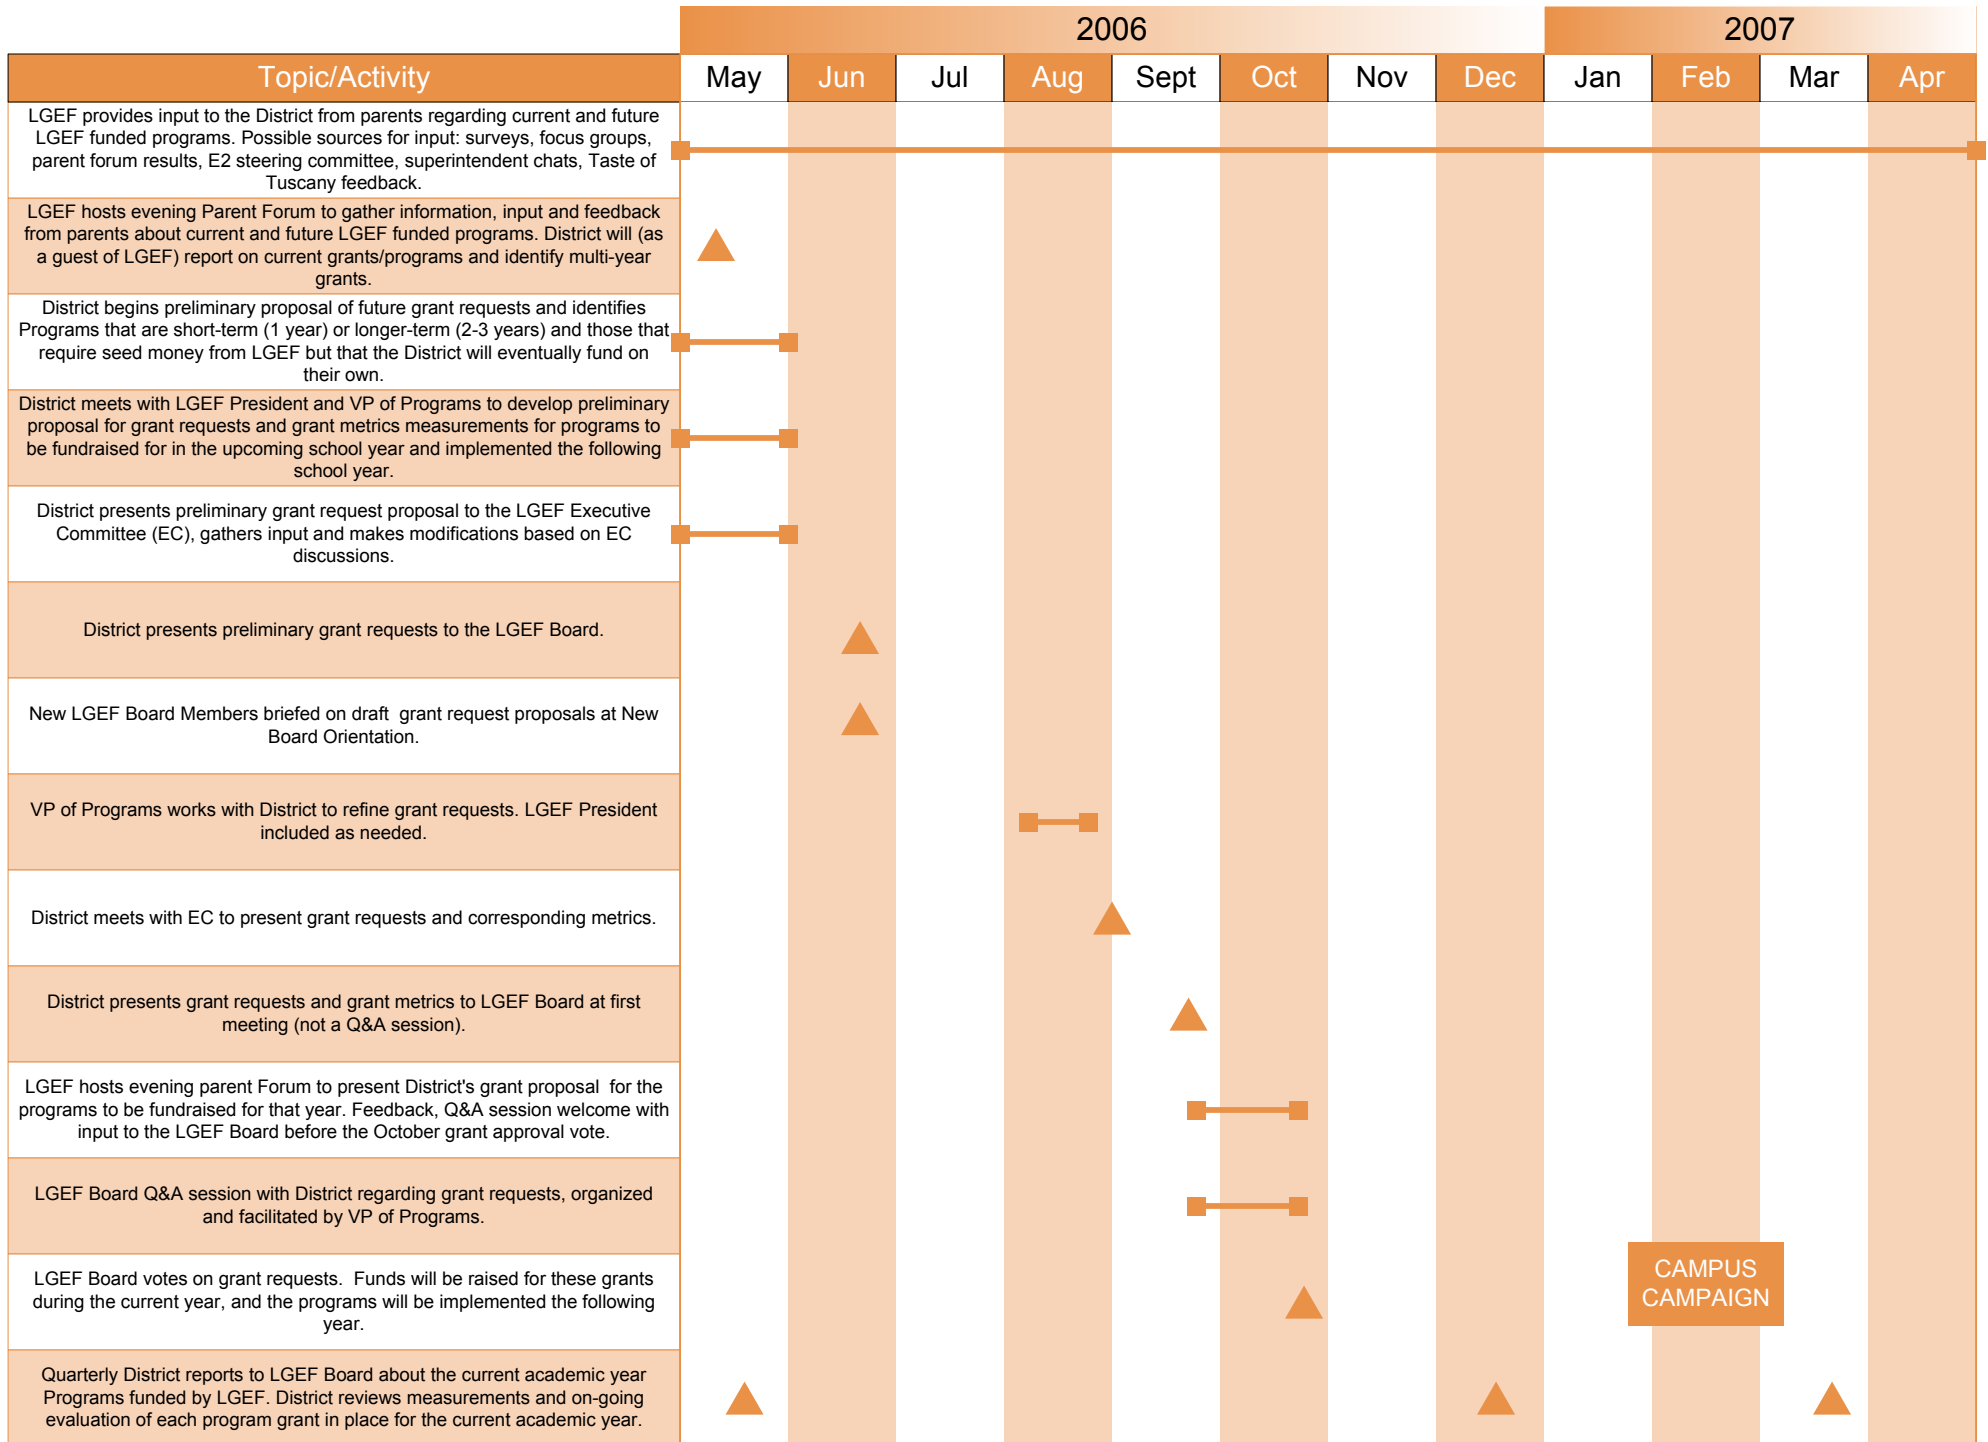 2006
2007
Topic/Activity
May
Jun
Jul
Aug
Sept
Oct
Nov
Dec
Jan
Feb
Mar
Apr
LGEF provides input to the District from parents regarding current and future
LGEF funded programs. Possible sources for input: surveys, focus groups,
parent forum results, E2 steering committee, superintendent chats, Taste of
Tuscany feedback.
LGEF hosts evening Parent Forum to gather information, input and feedback
from parents about current and future LGEF funded programs. District will (as
a guest of LGEF) report on current grants/programs and identify multi-year
grants.
District begins preliminary proposal of future grant requests and identifies
Programs that are short-term (1 year) or longer-term (2-3 years) and those that
require seed money from LGEF but that the District will eventually fund on
their own.
District meets with LGEF President and VP of Programs to develop preliminary
proposal for grant requests and grant metrics measurements for programs to
be fundraised for in the upcoming school year and implemented the following
school year.
District presents preliminary grant request proposal to the LGEF Executive
Committee (EC), gathers input and makes modifications based on EC
discussions.
District presents preliminary grant requests to the LGEF Board.
New LGEF Board Members briefed on draft grant request proposals at New
Board Orientation.
VP of Programs works with District to refine grant requests. LGEF President
included as needed.
District meets with EC to present grant requests and corresponding metrics.
District presents grant requests and grant metrics to LGEF Board at first
meeting (not a Q&A session).
LGEF hosts evening parent Forum to present District's grant proposal for the
programs to be fundraised for that year. Feedback, Q&A session welcome with
input to the LGEF Board before the October grant approval vote.
LGEF Board Q&A session with District regarding grant requests, organized
and facilitated by VP of Programs.
LGEF Board votes on grant requests. Funds will be raised for these grants
during the current year, and the programs will be implemented the following
year.
CAMPUS
CAMPAIGN
Quarterly District reports to LGEF Board about the current academic year
Programs funded by LGEF. District reviews measurements and on-going
evaluation of each program grant in place for the current academic year.